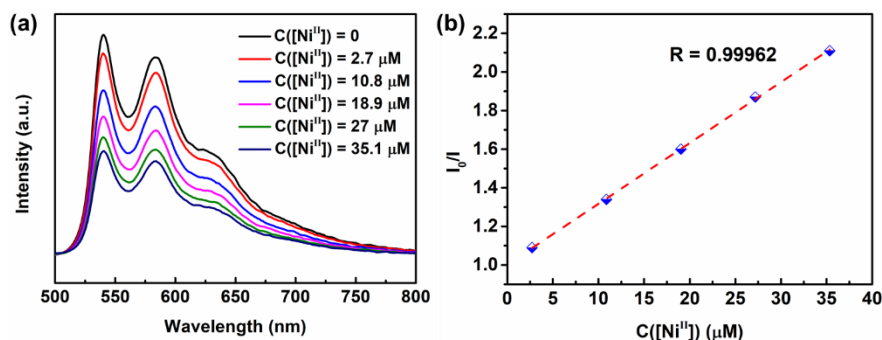 (a)
C([Ni^II]) = 0
C([Ni^II]) = 2.7 μM
C([Ni^II]) = 10.8 μM
C([Ni^II]) = 18.9 μM
C([Ni^II]) = 27 μM
C([Ni^II]) = 35.1 μM
Intensity (a.u.)
500 550 600 650 700 750 800
Wavelength (nm)
(b)
R = 0.99962
I₀/I
2.2
2.0
1.8
1.6
1.4
1.2
1.0
0 5 10 15 20 25 30 35 40
C([Ni^II]) (μM)